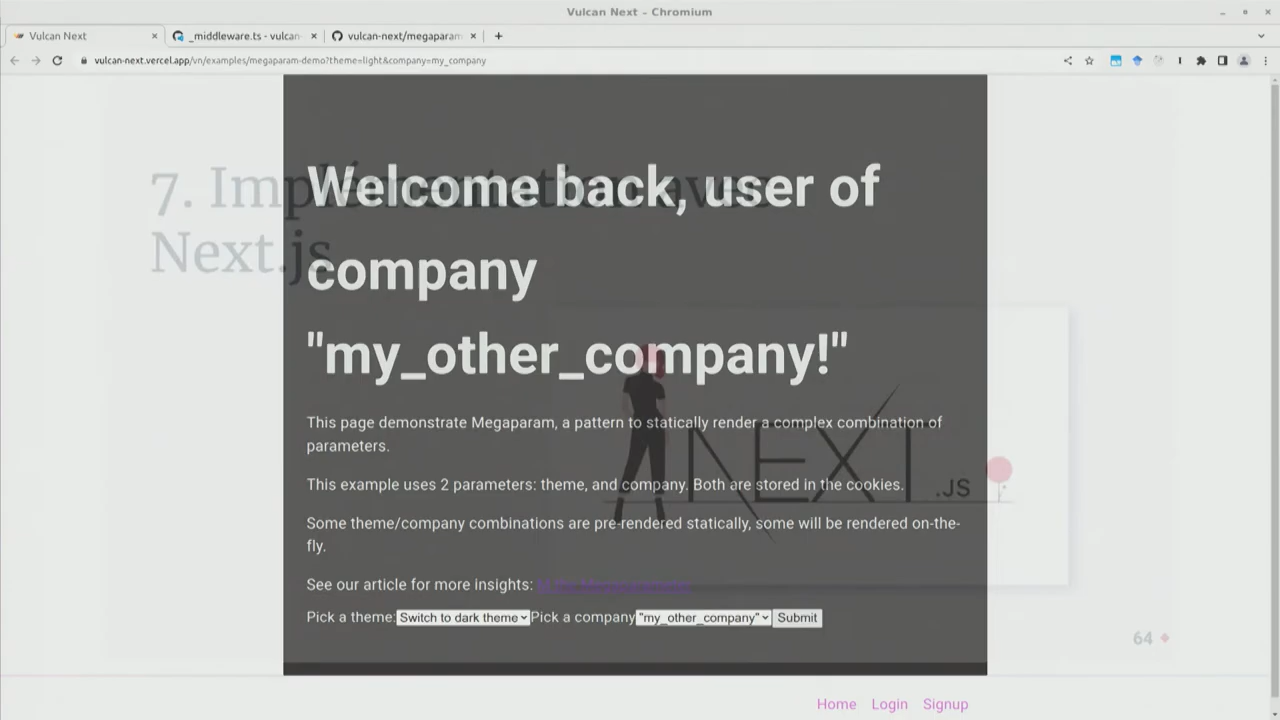 Vulcan Next - Chromium
Vulcan Next
_middleware.ts - vulcan-
vulcan-next/megaparam
vulcan-next.vercel.app/vn/examples/megaparam-demo?theme=light&company=my_company
7. Implémentation avec
Next.js
Welcome back, user of
company
"my_other_company!"
NEXT.JS
This page demonstrate Megaparam, a pattern to statically render a complex combination of
parameters.
This example uses 2 parameters: theme, and company. Both are stored in the cookies.
Some theme/company combinations are pre-rendered statically, some will be rendered on-the-
fly.
See our article for more insights:
Pick a theme: Switch to dark theme Pick a company "my_other_company" Submit
64
Home Login Signup